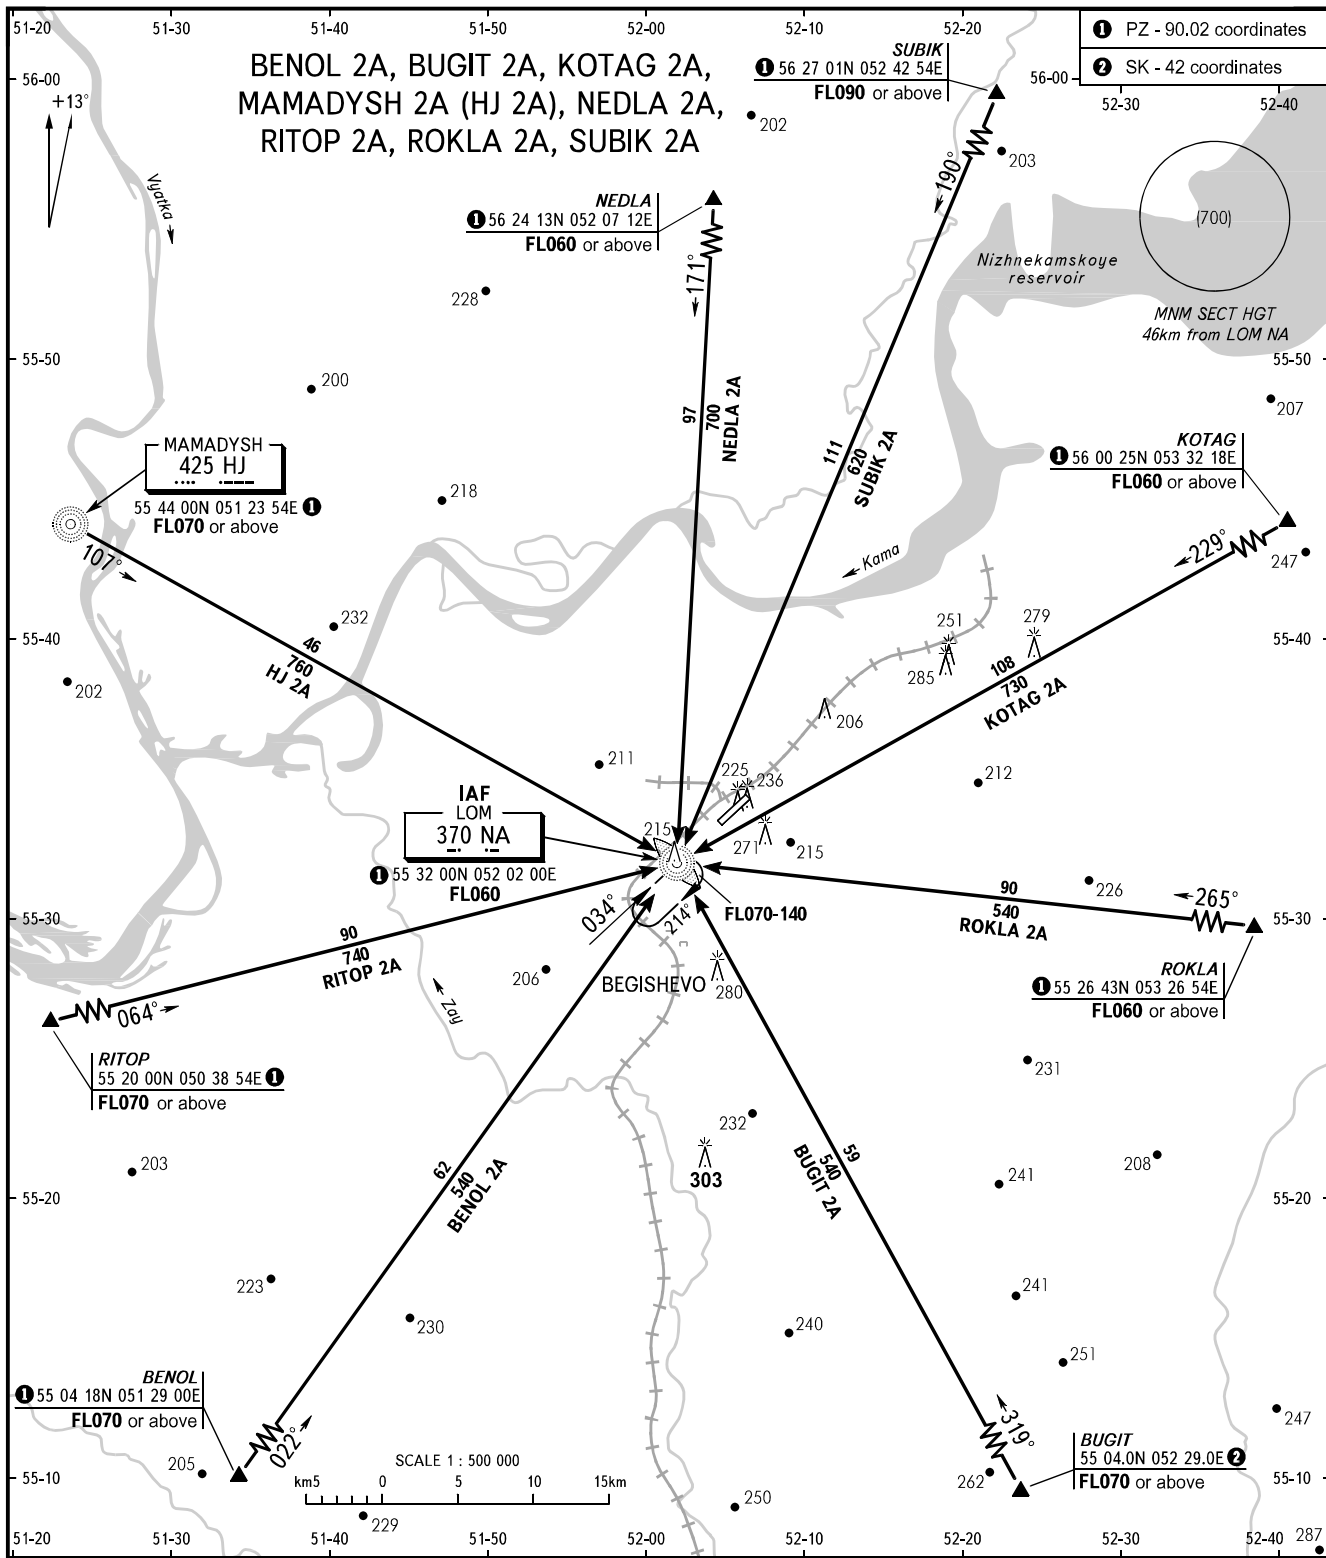 51-20 51-30 51-40 51-50 52-00 52-10 52-20
1 PZ - 90.02 coordinates
2 SK - 42 coordinates
BENOL 2A, BUGIT 2A, KOTAG 2A,
MAMADYSH 2A (HJ 2A), NEDLA 2A,
RITOP 2A, ROKLA 2A, SUBIK 2A
56-00
+13°
Vyatka
SUBIK
1 56 27 01N 052 42 54E
FL090 or above
56-00
52-30 52-40
202
203
190°
NEDLA
1 56 24 13N 052 07 12E
FL060 or above
171°
(700)
Nizhnekamskoye
reservoir
MNM SECT HGT
46km from LOM NA
228
55-50
55-50
200
207
97
700
NEDLA 2A
111
620
SUBIK 2A
MAMADYSH
425 HJ
55 44 00N 051 23 54E 1
FL070 or above
107°
218
KOTAG
1 56 00 25N 053 32 18E
FL060 or above
229°
247
Kama
232
55-40
55-40
251
279
285
202
46
760
HJ 2A
108
730
KOTAG 2A
206
211
225
236
212
IAF
LOM
370 NA
1 55 32 00N 052 02 00E
FL060
215
271
215
226
034°
214°
FL070-140
90
540
ROKLA 2A
265°
55-30
55-30
90
740
RITOP 2A
206
BEGISHEVO
280
ROKLA
1 55 26 43N 053 26 54E
FL060 or above
064°
Zay
RITOP
55 20 00N 050 38 54E 1
FL070 or above
231
232
203
303
208
62
540
BENOL 2A
59
540
BUGIT 2A
241
55-20
55-20
223
230
241
240
251
BENOL
1 55 04 18N 051 29 00E
FL070 or above
022°
247
319°
BUGIT
55 04.0N 052 29.0E 2
FL070 or above
205
SCALE 1 : 500 000
km5 0 5 10 15km
262
55-10
55-10
229
250
287
51-20 51-30 51-40 51-50 52-00 52-10 52-20 52-30 52-40